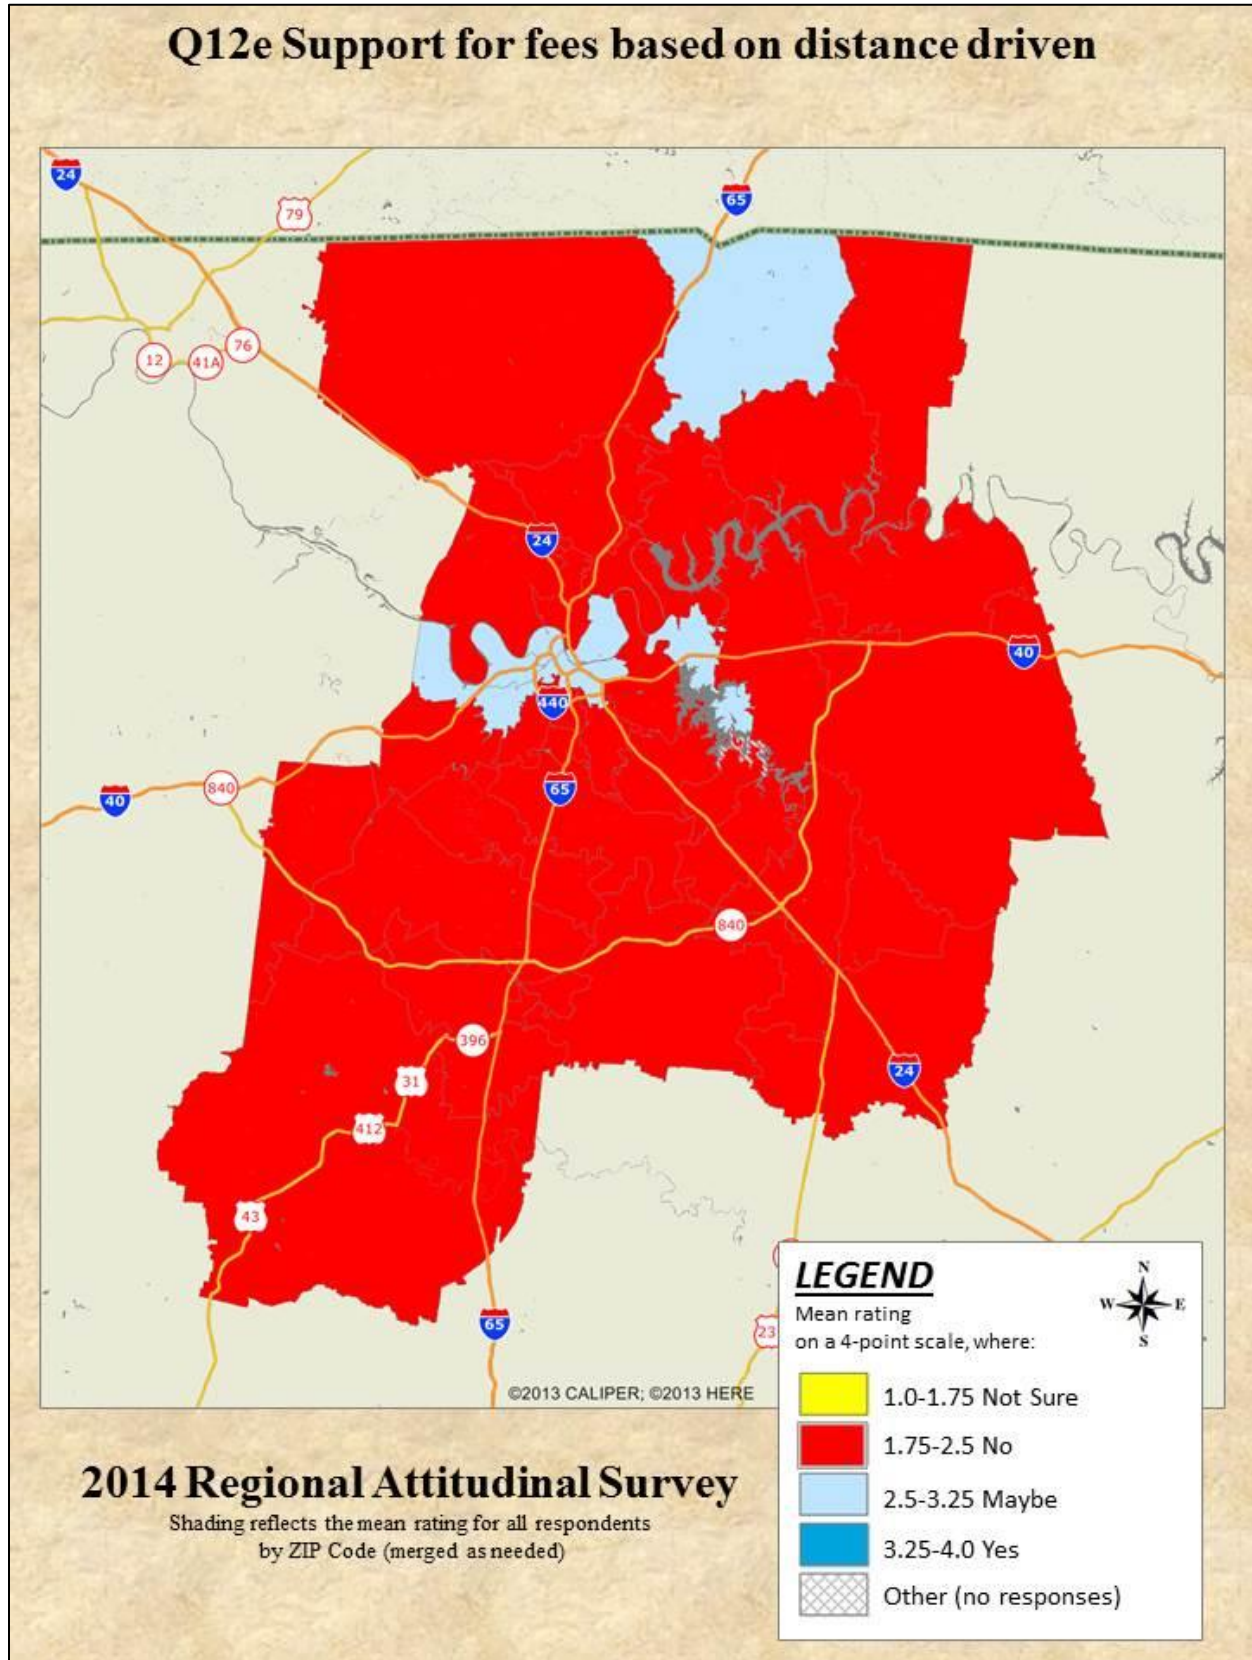 Q12e Support for fees based on distance driven
24
79
65
76
12
41A
24
40
440
65
840
40
840
396
31
24
412
43
65
23
©2013 CALIPER; ©2013 HERE
LEGEND
Mean rating
on a 4-point scale, where:
N
W E
S
1.0-1.75 Not Sure
1.75-2.5 No
2.5-3.25 Maybe
3.25-4.0 Yes
Other (no responses)
2014 Regional Attitudinal Survey
Shading reflects the mean rating for all respondents
by ZIP Code (merged as needed)